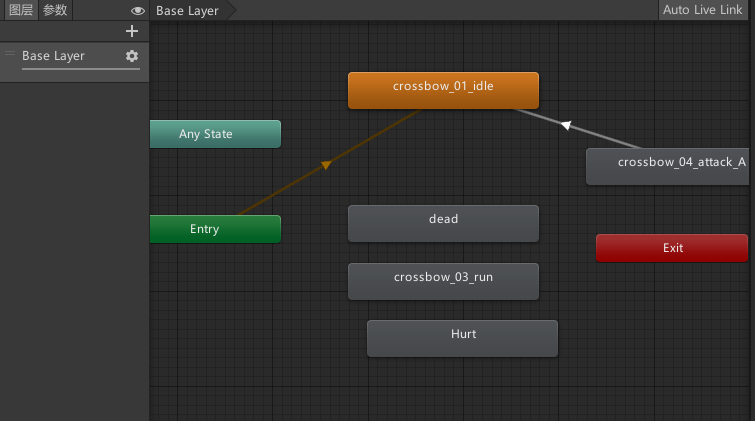 图层 参数
Base Layer
Auto Live Link
Base Layer
crossbow_01_idle
Any State
crossbow_04_attack_A
dead
Entry
Exit
crossbow_03_run
Hurt